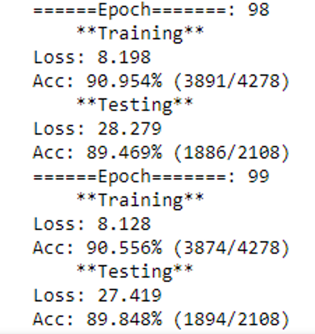 ======Epoch=======: 98
**Training**
Loss: 8.198
Acc: 90.954% (3891/4278)
**Testing**
Loss: 28.279
Acc: 89.469% (1886/2108)
======Epoch=======: 99
**Training**
Loss: 8.128
Acc: 90.556% (3874/4278)
**Testing**
Loss: 27.419
Acc: 89.848% (1894/2108)